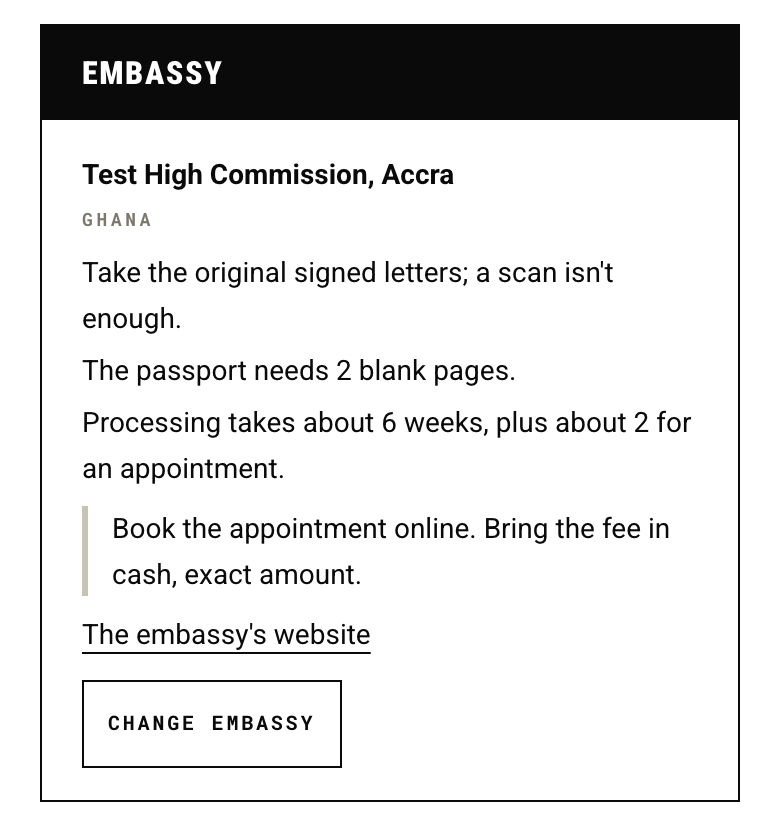 EMBASSY
Test High Commission, Accra
GHANA
Take the original signed letters; a scan isn't
enough.
The passport needs 2 blank pages.
Processing takes about 6 weeks, plus about 2 for
an appointment.
Book the appointment online. Bring the fee in
cash, exact amount.
The embassy's website
CHANGE EMBASSY